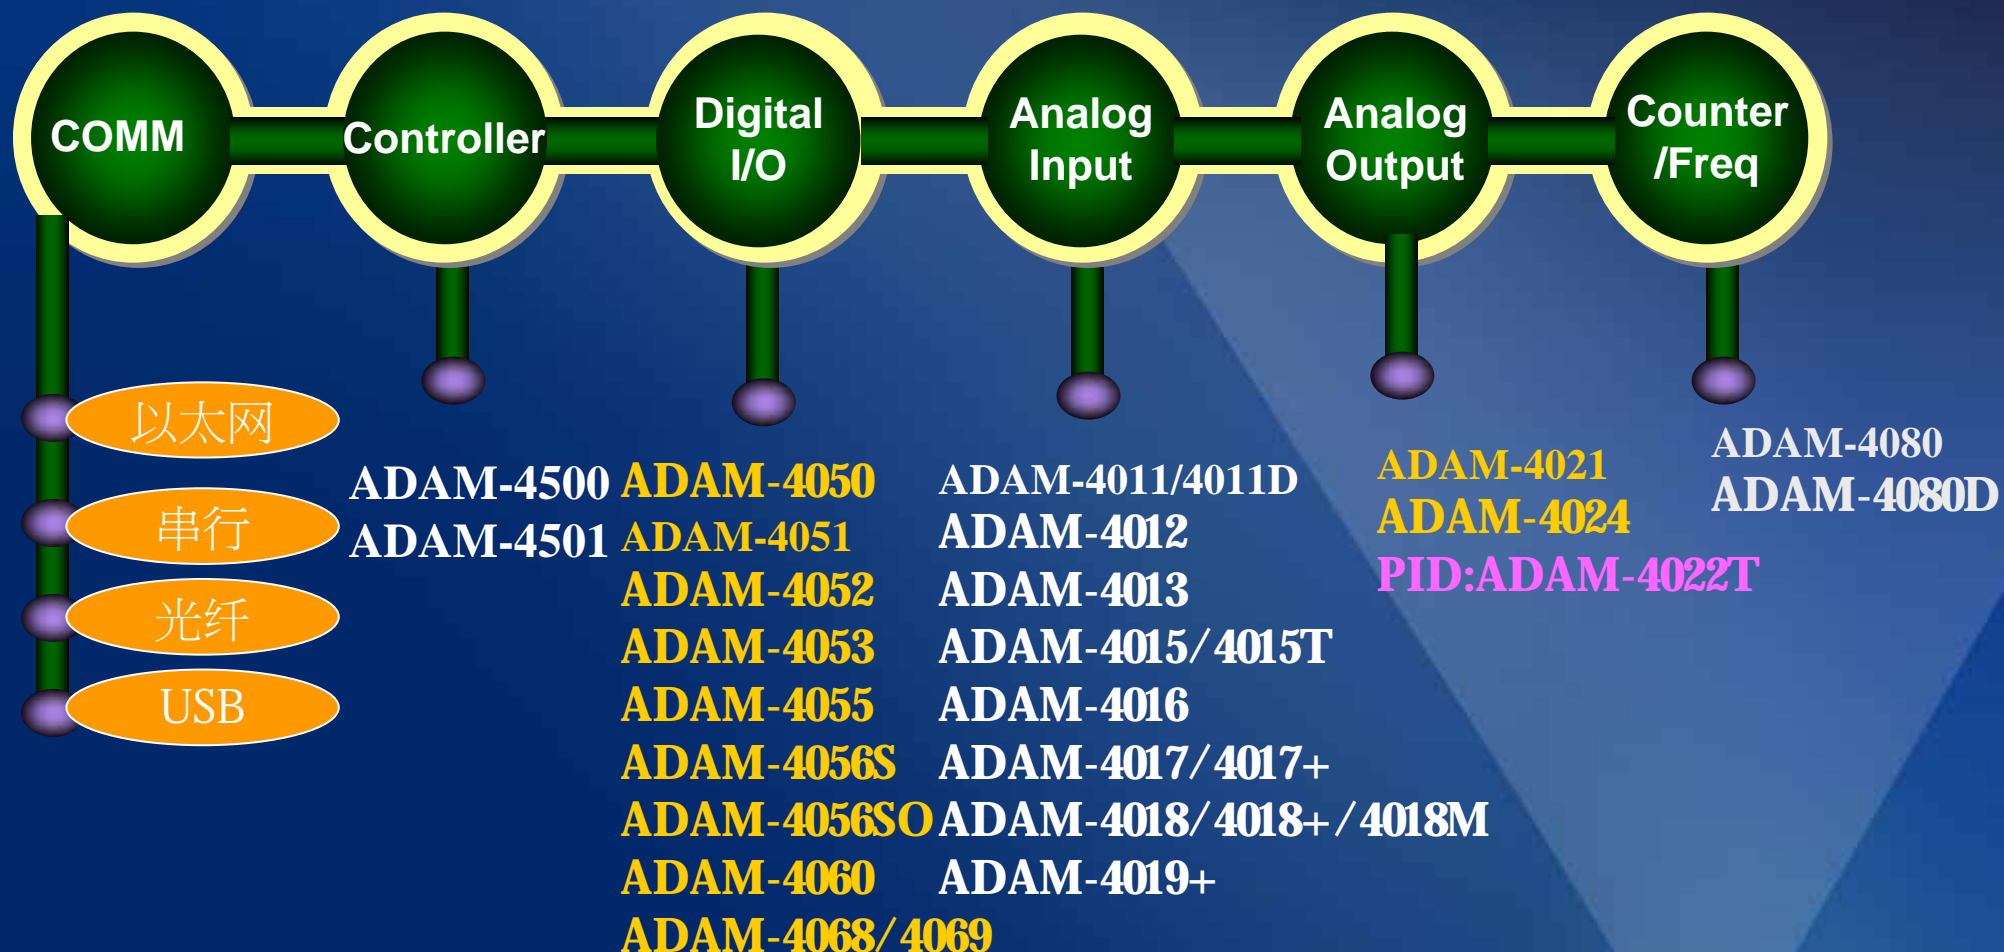 COMM
Controller
Digital
I/O
Analog
Input
Analog
Output
Counter
/Freq
以太网
串行
光纤
USB
ADAM-4500
ADAM-4501
ADAM-4050
ADAM-4051
ADAM-4052
ADAM-4053
ADAM-4055
ADAM-4056S
ADAM-4056SO
ADAM-4060
ADAM-4068/4069
ADAM-4011/4011D
ADAM-4012
ADAM-4013
ADAM-4015/4015T
ADAM-4016
ADAM-4017/4017+
ADAM-4018/4018+/4018M
ADAM-4019+
ADAM-4021
ADAM-4024
PID:ADAM-4022T
ADAM-4080
ADAM-4080D